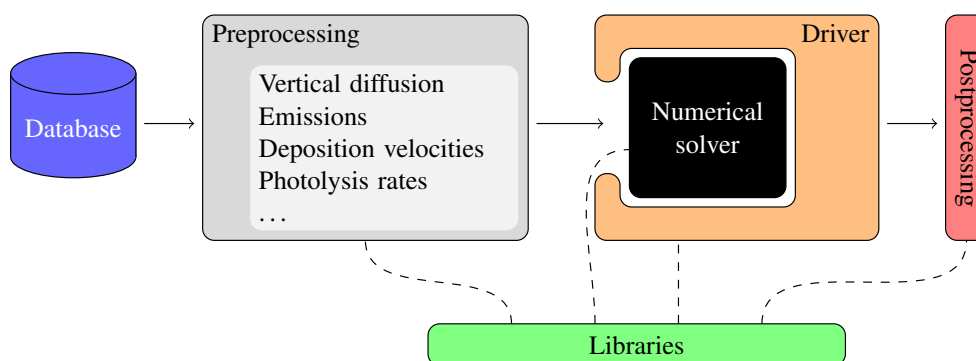 Database
Preprocessing
Vertical diffusion
Emissions
Deposition velocities
Photolysis rates
...
Driver
Numerical
solver
Postprocessing
Libraries